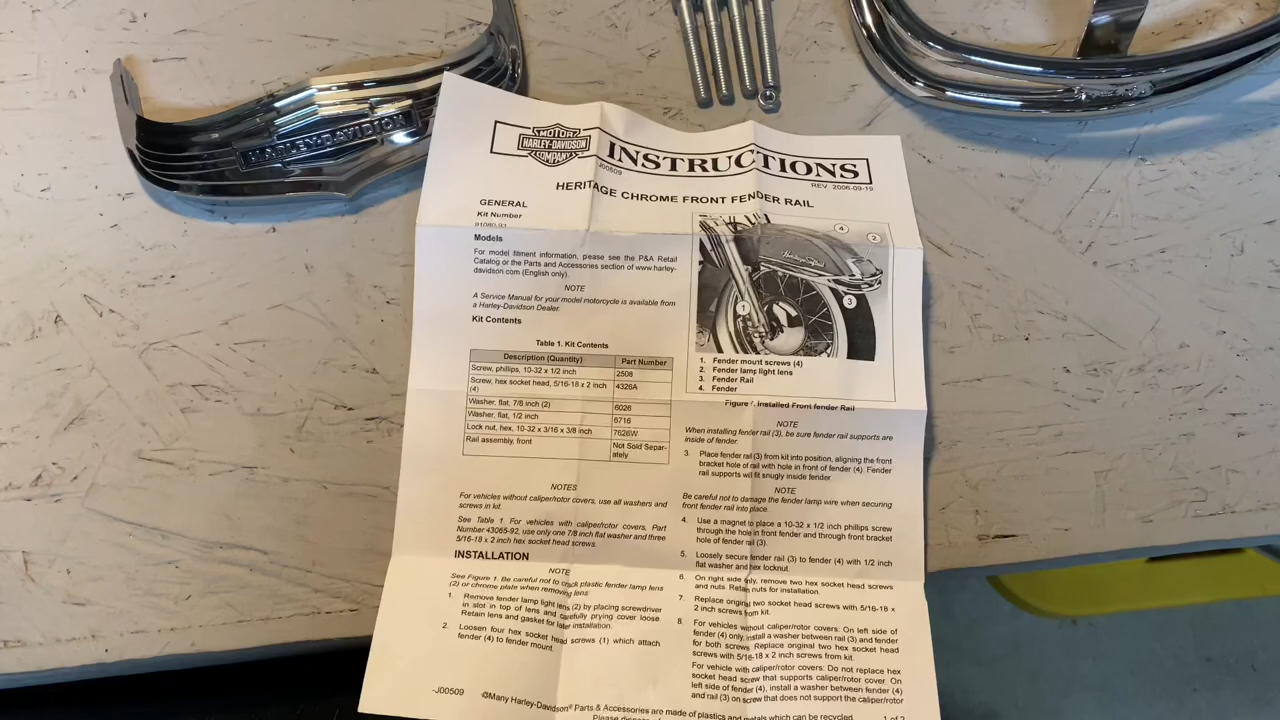 HARLEY-DAVIDSON
MOTOR
HARLEY-DAVIDSON
COMPANY
INSTRUCTIONS
J00509
REV 2006-09-19
HERITAGE CHROME FRONT FENDER RAIL
GENERAL
Kit Number
91080-93
Models
For model fitment information, please see the P&A Retail
Catalog or the Parts and Accessories section of www.harley-
davidson.com (English only).
NOTE
A Service Manual for your model motorcycle is available from
a Harley-Davidson Dealer.
Kit Contents
Table 1. Kit Contents
Description (Quantity) Part Number
Screw, phillips, 10-32 x 1/2 inch 2508
Screw, hex socket head, 5/16-18 x 2 inch
(4) 4326A
Washer, flat, 7/8 inch (2) 6026
Washer, flat, 1/2 inch 6716
Lock nut, hex, 10-32 x 3/16 x 3/8 inch 7626W
Rail assembly, front Not Sold Separ-
ately
NOTES
For vehicles without caliper/rotor covers, use all washers and
screws in kit.
See Table 1. For vehicles with caliper/rotor covers, Part
Number 43065-92, use only one 7/8 inch flat washer and three
5/16-18 x 2 inch hex socket head screws.
INSTALLATION
NOTE
See Figure 1. Be careful not to crack plastic fender lamp lens
(2) or chrome plate when removing lens.
1. Remove fender lamp light lens (2) by placing screwdriver
in slot in top of lens and carefully prying cover loose.
Retain lens and gasket for later installation.
2. Loosen four hex socket head screws (1) which attach
fender (4) to fender mount.
Heritage Softail
4
2
3
1
1. Fender mount screws (4)
2. Fender lamp light lens
3. Fender Rail
4. Fender
Figure 1. Installed Front fender Rail
NOTE
When installing fender rail (3), be sure fender rail supports are
inside of fender.
3. Place fender rail (3) from kit into position, aligning the front
bracket hole of rail with hole in front of fender (4). Fender
rail supports will fit snugly inside fender
NOTE
Be careful not to damage the fender lamp wire when securing
front fender rail into place.
4. Use a magnet to place a 10-32 x 1/2 inch phillips screw
through the hole in front fender and through front bracket
hole of fender rail (3).
5. Loosely secure fender rail (3) to fender (4) with 1/2 inch
flat washer and hex locknut.
6. On right side only, remove two hex socket head screws
and nuts. Retain nuts for installation.
7. Replace original two socket head screws with 5/16-18 x
2 inch screws from kit.
8. For vehicles without caliper/rotor covers: On left side of
fender (4) only, install a washer between rail (3) and fender
for both screws. Replace original two hex socket head
screws with 5/16-18 x 2 inch screws from kit.
For vehicle with caliper/rotor covers: Do not replace hex
socket head screw that supports caliper/rotor cover. On
left side of fender (4), install a washer between fender (4)
and rail (3) on screw that does not support the caliper/rotor
-J00509
©Many Harley-Davidson® Parts & Accessories are made of plastics and metals which can be recycled.
1 of 2
Please